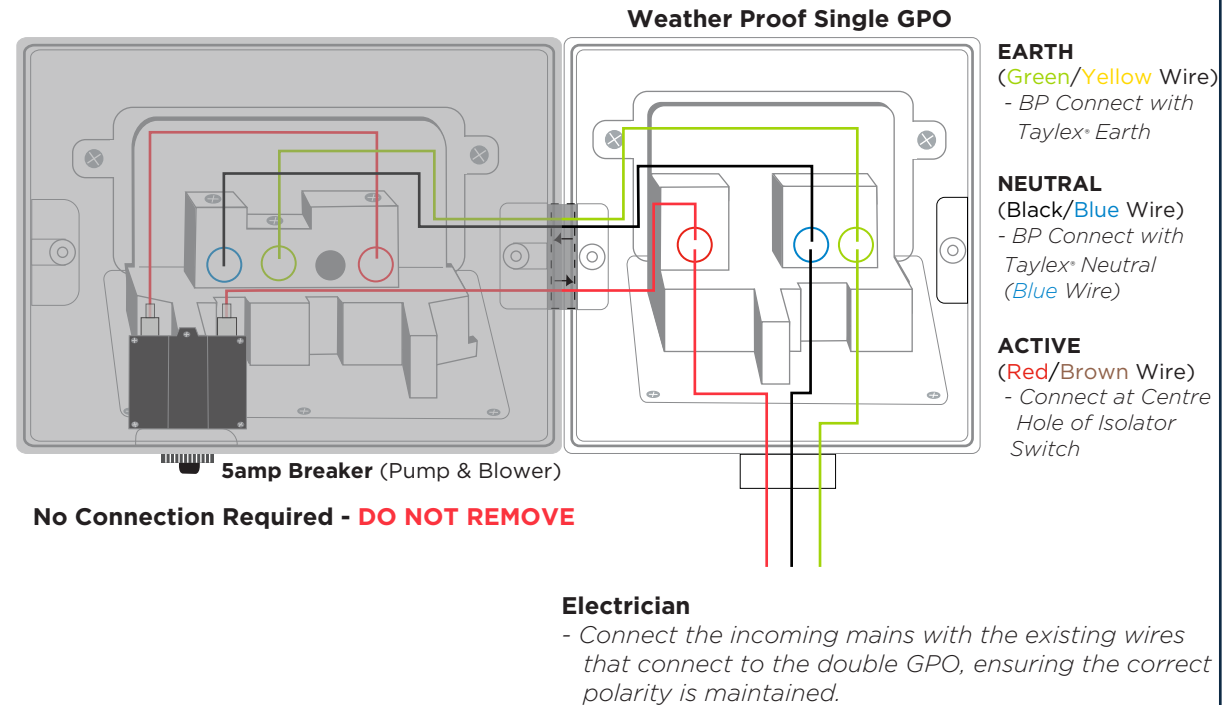 Weather Proof Single GPO
EARTH
(Green/Yellow Wire)
- BP Connect with
Taylex® Earth
NEUTRAL
(Black/Blue Wire)
- BP Connect with
Taylex® Neutral
(Blue Wire)
ACTIVE
(Red/Brown Wire)
- Connect at Centre
Hole of Isolator
Switch
5amp Breaker (Pump & Blower)
No Connection Required - DO NOT REMOVE
Electrician
- Connect the incoming mains with the existing wires
that connect to the double GPO, ensuring the correct
polarity is maintained.